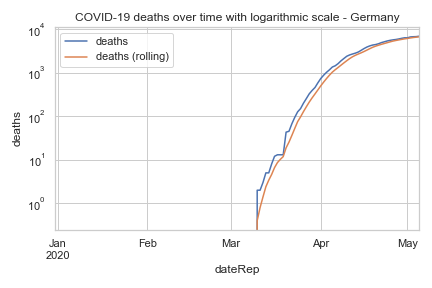 COVID-19 deaths over time with logarithmic scale - Germany
deaths
deaths (rolling)
10⁴
10³
10²
10¹
10⁰
deaths
Jan Feb Mar Apr May
2020
dateRep